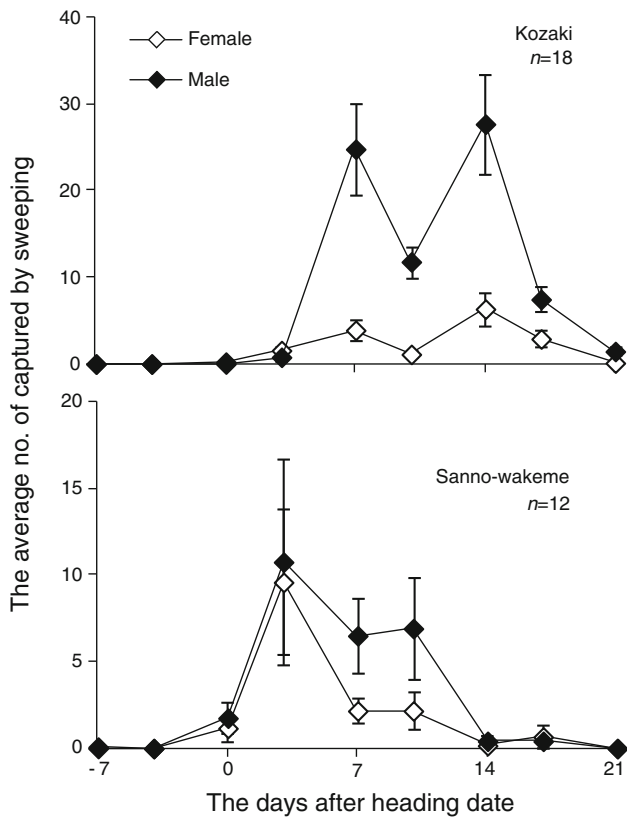 40
Female
Male
Kozaki
n=18
30
20
10
0
The average no. of captured by sweeping
20
Sanno-wakeme
n=12
15
10
5
0
-7 0 7 14 21
The days after heading date